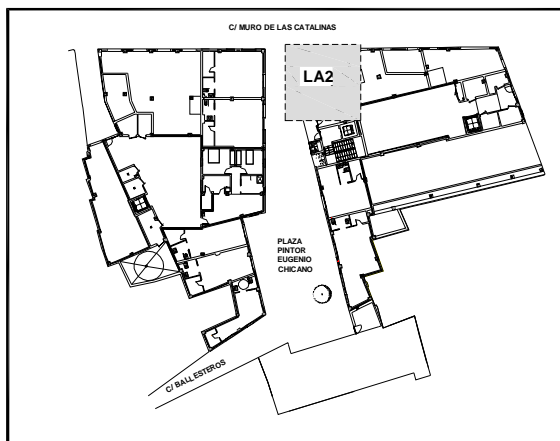 C/ MURO DE LAS CATALINAS
LA2
PLAZA
PINTOR
EUGENIO
CHICANO
C/ BALLESTEROS